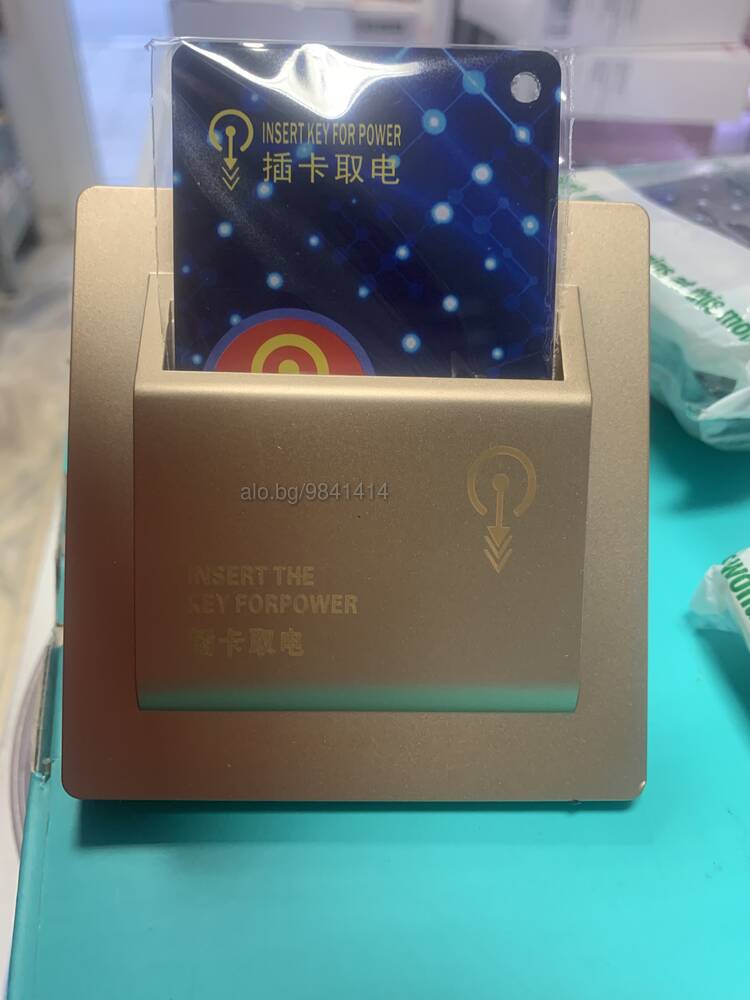 INSERT KEY FOR POWER
插卡取电
alo.bg/9841414
INSERT THE
KEY FORPOWER
插卡取电